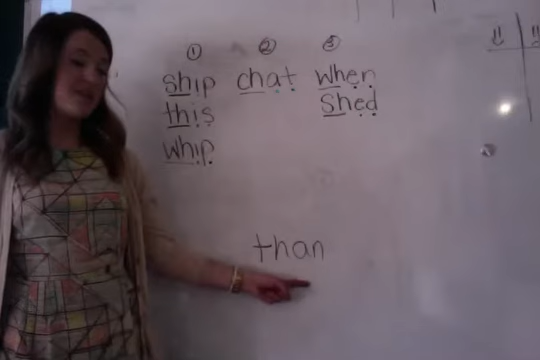 ① ② ③
ship chat when
this shed
whip
than